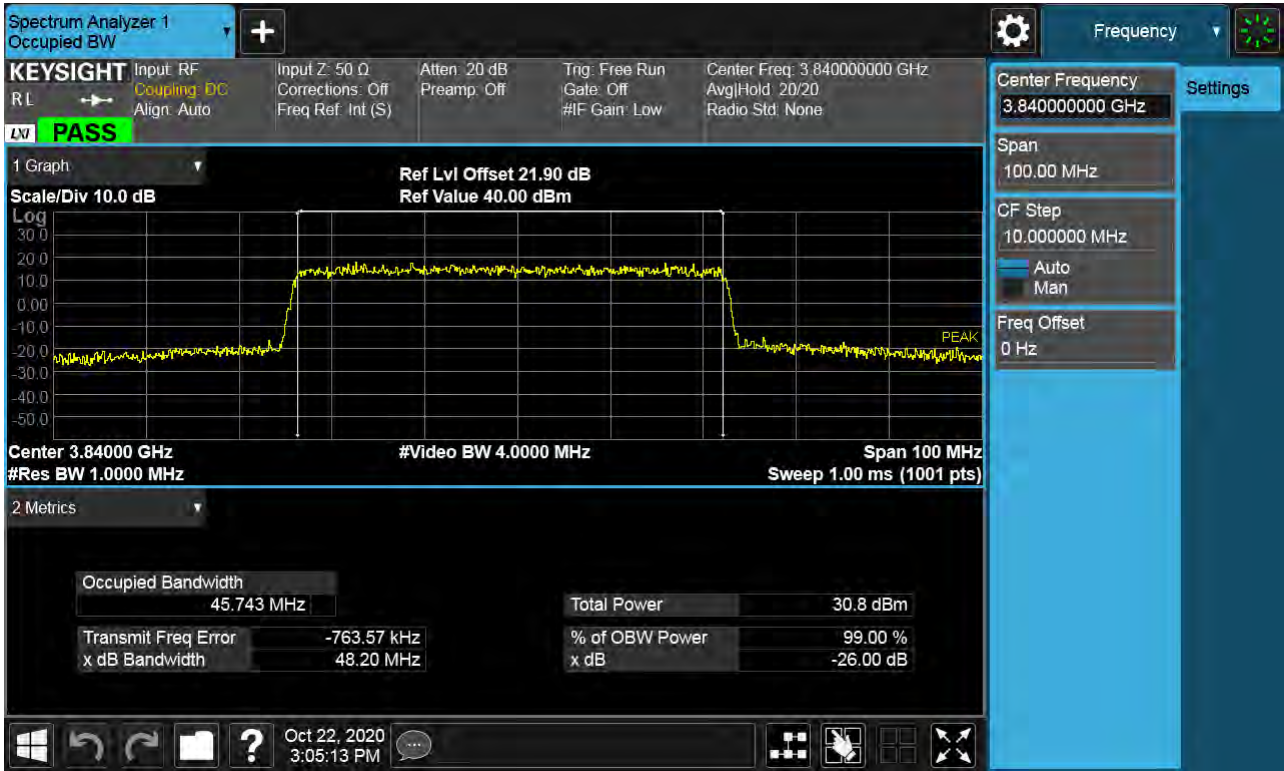 Spectrum Analyzer 1
Occupied BW
+
Frequency
KEYSIGHT
RL
LXI
PASS
Input: RF
Coupling: DC
Align: Auto
Input Z: 50 Ω
Corrections: Off
Freq Ref: Int (S)
Atten: 20 dB
Preamp: Off
Trig: Free Run
Gate: Off
#IF Gain: Low
Center Freq: 3.840000000 GHz
Avg|Hold: 20/20
Radio Std: None
Center Frequency
3.840000000 GHz
Settings
Span
100.00 MHz
CF Step
10.000000 MHz
Auto
Man
Freq Offset
0 Hz
1 Graph
Scale/Div 10.0 dB
Ref Lvl Offset 21.90 dB
Ref Value 40.00 dBm
Log
30.0
20.0
10.0
0.00
-10.0
-20.0
-30.0
-40.0
-50.0
PEAK
Center 3.84000 GHz
#Video BW 4.0000 MHz
Span 100 MHz
#Res BW 1.0000 MHz
Sweep 1.00 ms (1001 pts)
2 Metrics
Occupied Bandwidth
45.743 MHz
Total Power 30.8 dBm
Transmit Freq Error -763.57 kHz
% of OBW Power 99.00 %
x dB Bandwidth 48.20 MHz
x dB -26.00 dB
?
Oct 22, 2020
3:05:13 PM